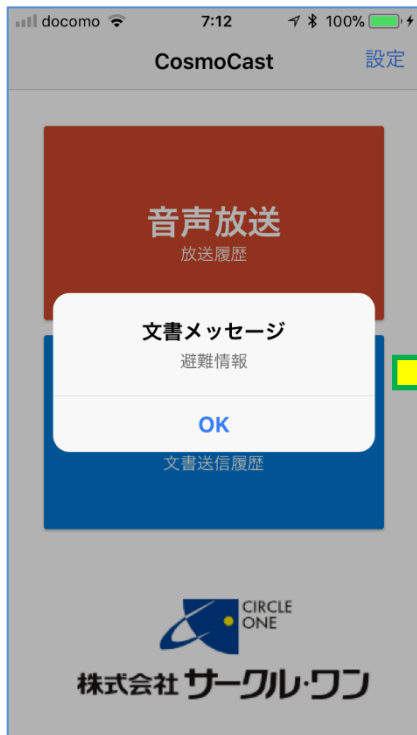 docomo 7:12 100%
CosmoCast 設定
音声放送
放送履歴
文書メッセージ
避難情報
OK
文書送信履歴
CIRCLE
ONE
株式会社 サークル・ワン